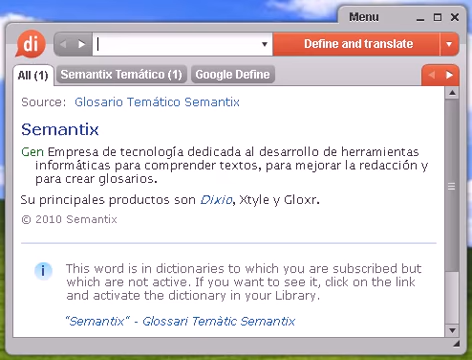 Menu
di
Define and translate
All (1) Semantix Temático (1) Google Define
Source: Glosario Temático Semantix
Semantix
Gen Empresa de tecnología dedicada al desarrollo de herramientas
informáticas para comprender textos, para mejorar la redacción y
para crear glosarios.
Su principales productos son Dixio, Xtyle y Gloxr.
© 2010 Semantix
i
This word is in dictionaries to which you are subscribed but
which are not active. If you want to see it, click on the link
and activate the dictionary in your Library.
"Semantix" - Glossari Temàtic Semantix